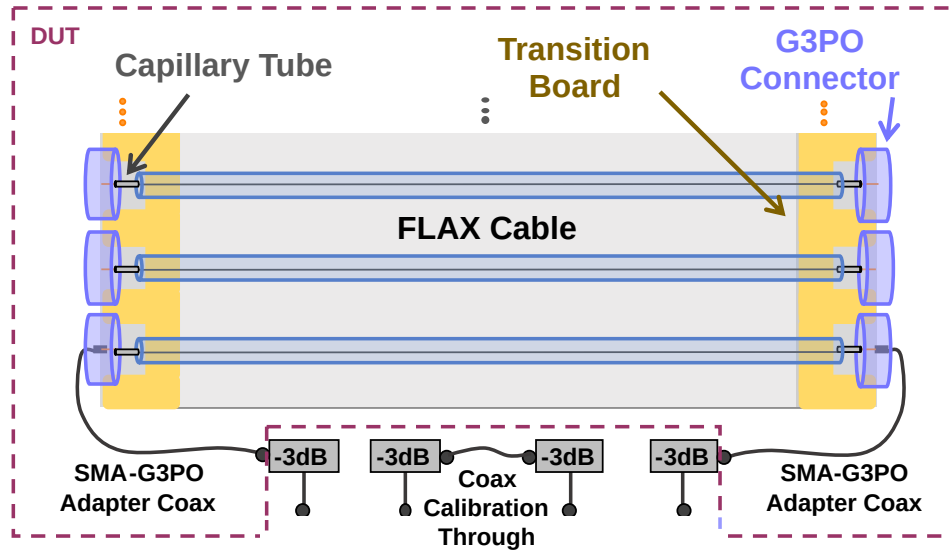 DUT
Capillary Tube
Transition
Board
G3PO
Connector
FLAX Cable
-3dB
-3dB
-3dB
-3dB
SMA-G3PO
Adapter Coax
Coax
Calibration
Through
SMA-G3PO
Adapter Coax